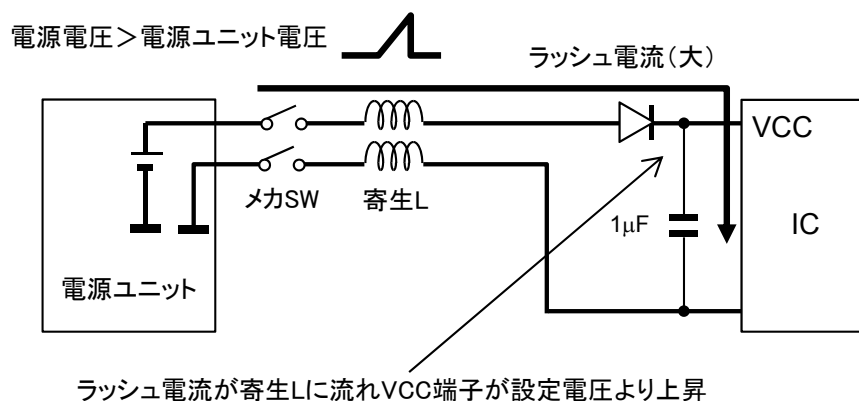 電源電圧＞電源ユニット電圧
ラッシュ電流（大）
VCC
メカSW
寄生L
1μF
IC
電源ユニット
ラッシュ電流が寄生Lに流れVCC端子が設定電圧より上昇